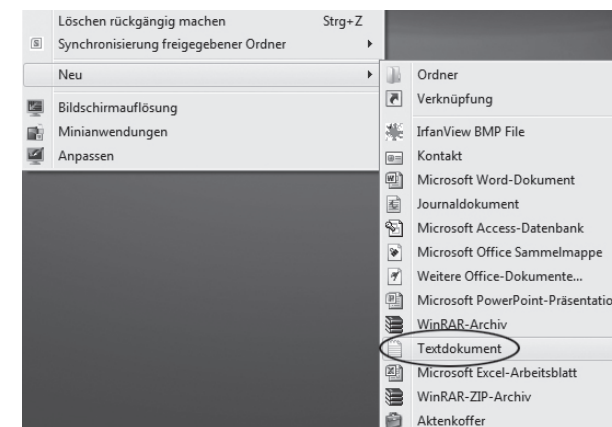 Löschen rückgängig machen Strg+Z
Synchronisierung freigegebener Ordner
Neu
Bildschirmauflösung
Minianwendungen
Anpassen
Ordner
Verknüpfung
IrfanView BMP File
Kontakt
Microsoft Word-Dokument
Journaldokument
Microsoft Access-Datenbank
Microsoft Office Sammelmappe
Weitere Office-Dokumente...
Microsoft PowerPoint-Präsentatio
WinRAR-Archiv
Textdokument
Microsoft Excel-Arbeitsblatt
WinRAR-ZIP-Archiv
Aktenkoffer